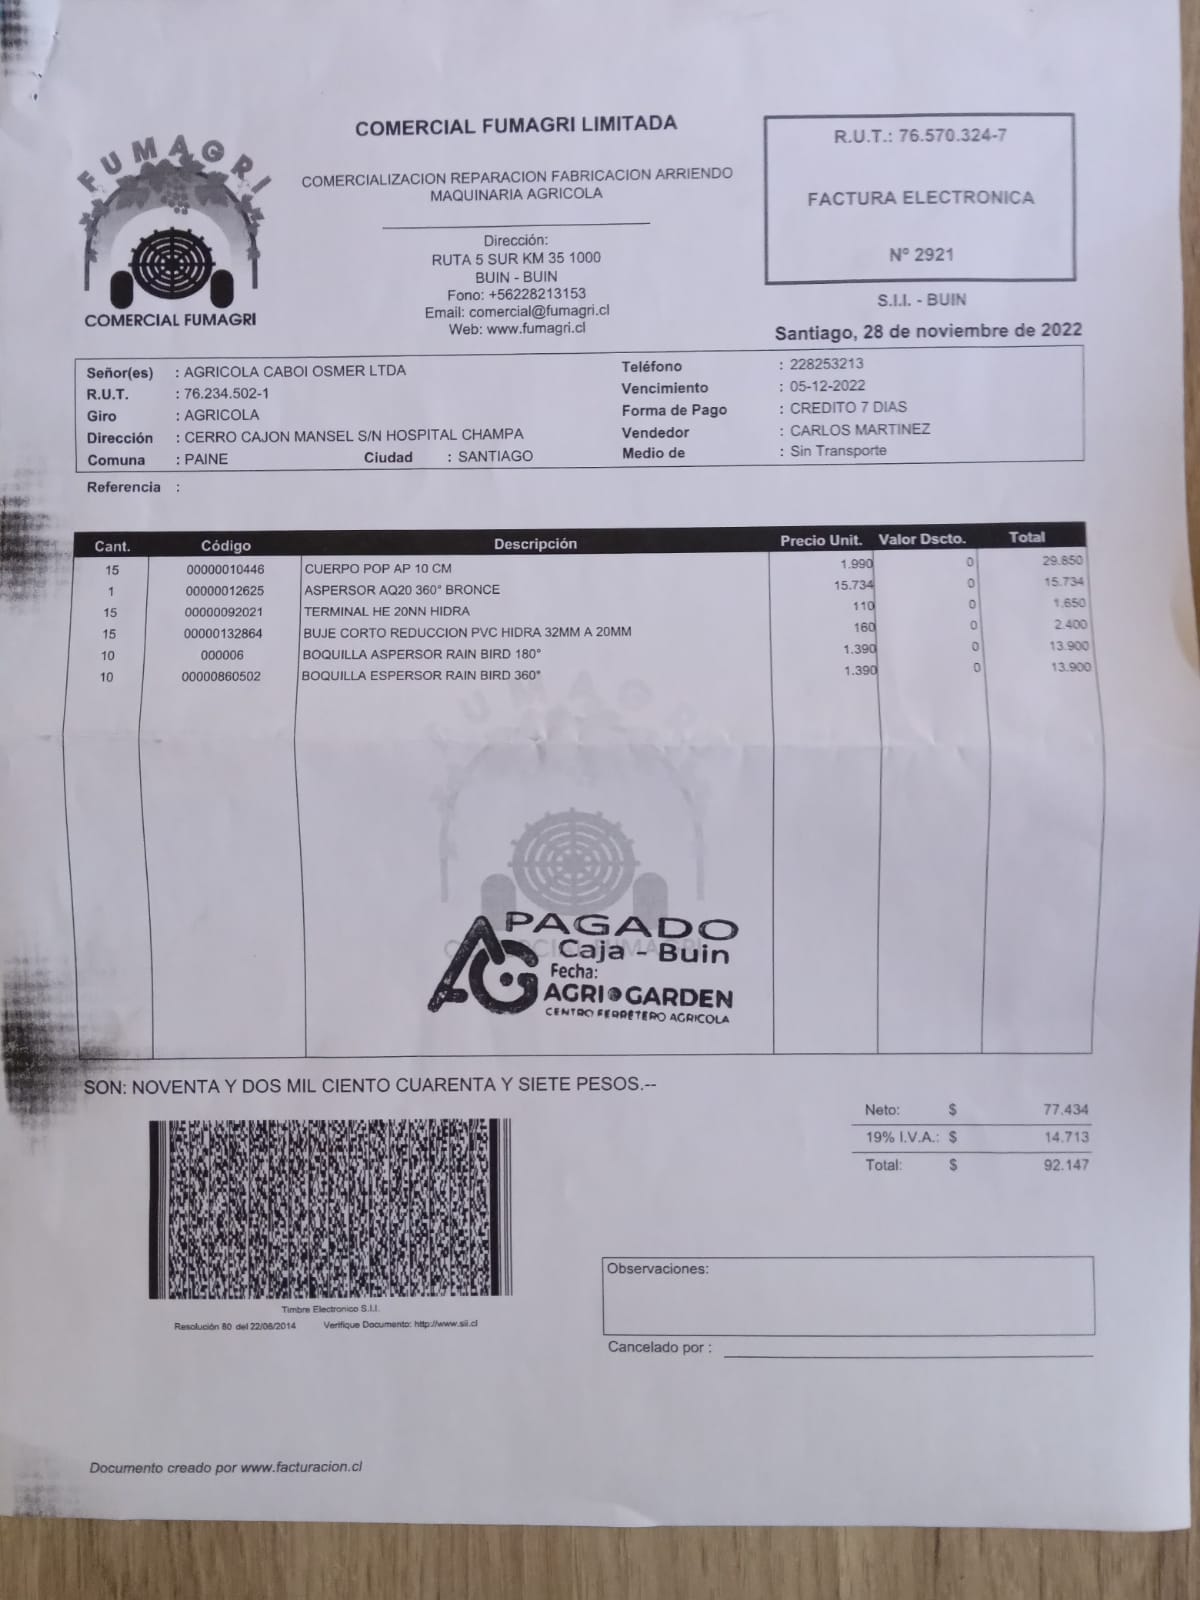 FUMAGRI
COMERCIAL FUMAGRI
COMERCIAL FUMAGRI LIMITADA
COMERCIALIZACION REPARACION FABRICACION ARRIENDO
MAQUINARIA AGRICOLA
Dirección:
RUTA 5 SUR KM 35 1000
BUIN - BUIN
Fono: +56228213153
Email: comercial@fumagri.cl
Web: www.fumagri.cl
R.U.T.: 76.570.324-7
FACTURA ELECTRONICA
Nº 2921
S.I.I. - BUIN
Santiago, 28 de noviembre de 2022
Señor(es) : AGRICOLA CABOI OSMER LTDA
R.U.T. : 76.234.502-1
Giro : AGRICOLA
Dirección : CERRO CAJON MANSEL S/N HOSPITAL CHAMPA
Comuna : PAINE Ciudad : SANTIAGO
Teléfono : 228253213
Vencimiento : 05-12-2022
Forma de Pago : CREDITO 7 DIAS
Vendedor : CARLOS MARTINEZ
Medio de : Sin Transporte
Referencia :
Cant. Código Descripción Precio Unit. Valor Dscto. Total
15 00000010446 CUERPO POP AP 10 CM 1.990 0 29.850
1 00000012625 ASPERSOR AQ20 360° BRONCE 15.734 0 15.734
15 00000092021 TERMINAL HE 20NN HIDRA 110 0 1.650
15 00000132864 BUJE CORTO REDUCCION PVC HIDRA 32MM A 20MM 160 0 2.400
10 000006 BOQUILLA ASPERSOR RAIN BIRD 180° 1.390 0 13.900
10 00000860502 BOQUILLA ESPERSOR RAIN BIRD 360° 1.390 0 13.900
FUMAGRI
COMERCIAL FUMAGRI
PAGADO
Caja - Buin
Fecha:
AG
AGRI GARDEN
CENTRO FERRETERO AGRICOLA
SON: NOVENTA Y DOS MIL CIENTO CUARENTA Y SIETE PESOS.--
Neto: $ 77.434
19% I.V.A.: $ 14.713
Total: $ 92.147
Timbre Electronico S.I.I.
Resolución 80 del 22/08/2014 Verifique Documento: http://www.sii.cl
Observaciones:
Cancelado por :
Documento creado por www.facturacion.cl